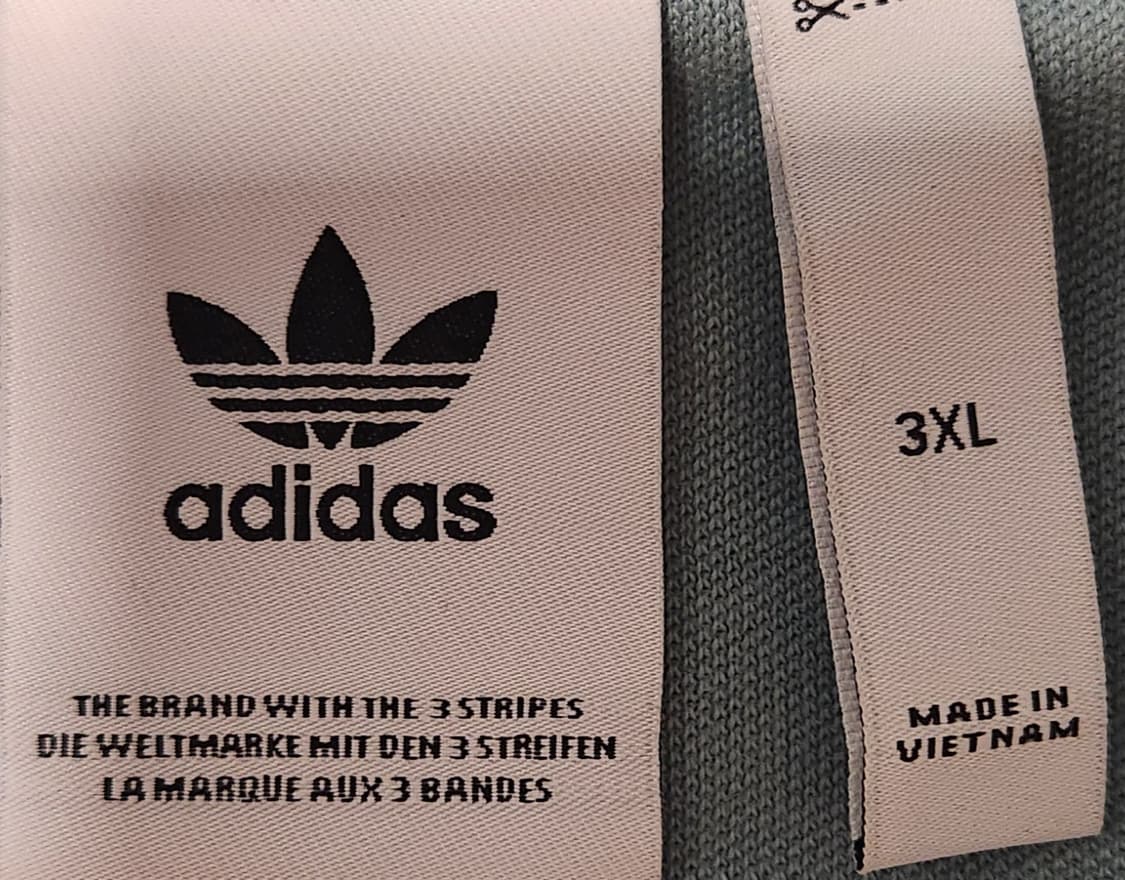 adidas
THE BRAND WITH THE 3 STRIPES
DIE WELTMARKE MIT DEN 3 STREIFEN
LA MARQUE AUX 3 BANDES
3XL
MADE IN
VIETNAM